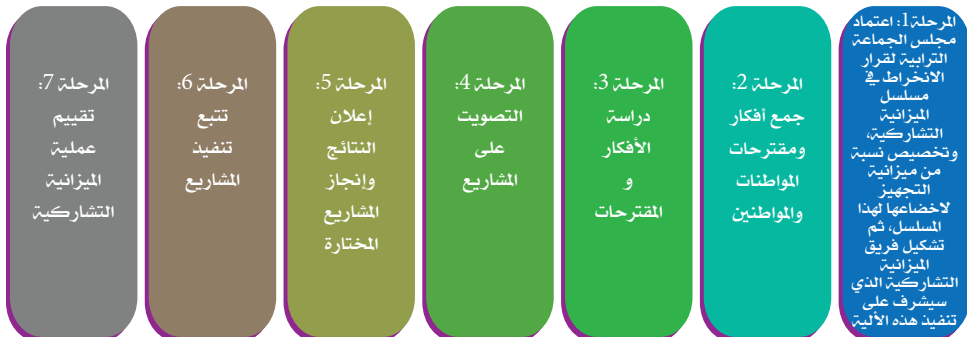 المرحلة1: اعتماد
مجلس الجماعة
الترابية لقرار
الانخراط في
مسلسل
الميزانية
التشاركية،
وتخصيص نسبة
من ميزانية
التجهيز
لاخضاعها لهذا
المسلسل، ثم
تشكيل فريق
الميزانية
التشاركية الذي
سيشرف على
تنفيذ هذه الألية
المرحلة 2:
جمع أفكار
ومقترحات
المواطنات
والمواطنين
المرحلة 3:
دراسة
الأفكار
و
المقترحات
المرحلة 4:
التصويت
على
المشاريع
المرحلة 5:
إعلان
النتائج
وإنجاز
المشاريع
المختارة
المرحلة 6:
تتبع
تنفيذ
المشاريع
المرحلة 7:
تقييم
عملية
الميزانية
التشاركية